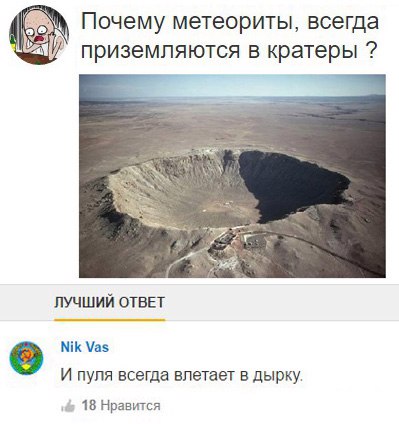 Почему метеориты, всегда
приземляются в кратеры ?
ЛУЧШИЙ ОТВЕТ
Nik Vas
И пуля всегда влетает в дырку.
18 Нравится